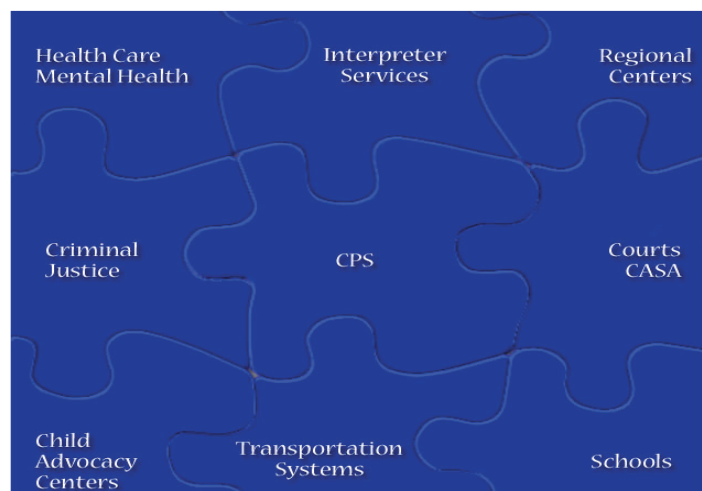 Health Care
Mental Health
Interpreter
Services
Regional
Centers
Criminal
Justice
CPS
Courts
CASA
Child
Advocacy
Centers
Transportation
Systems
Schools